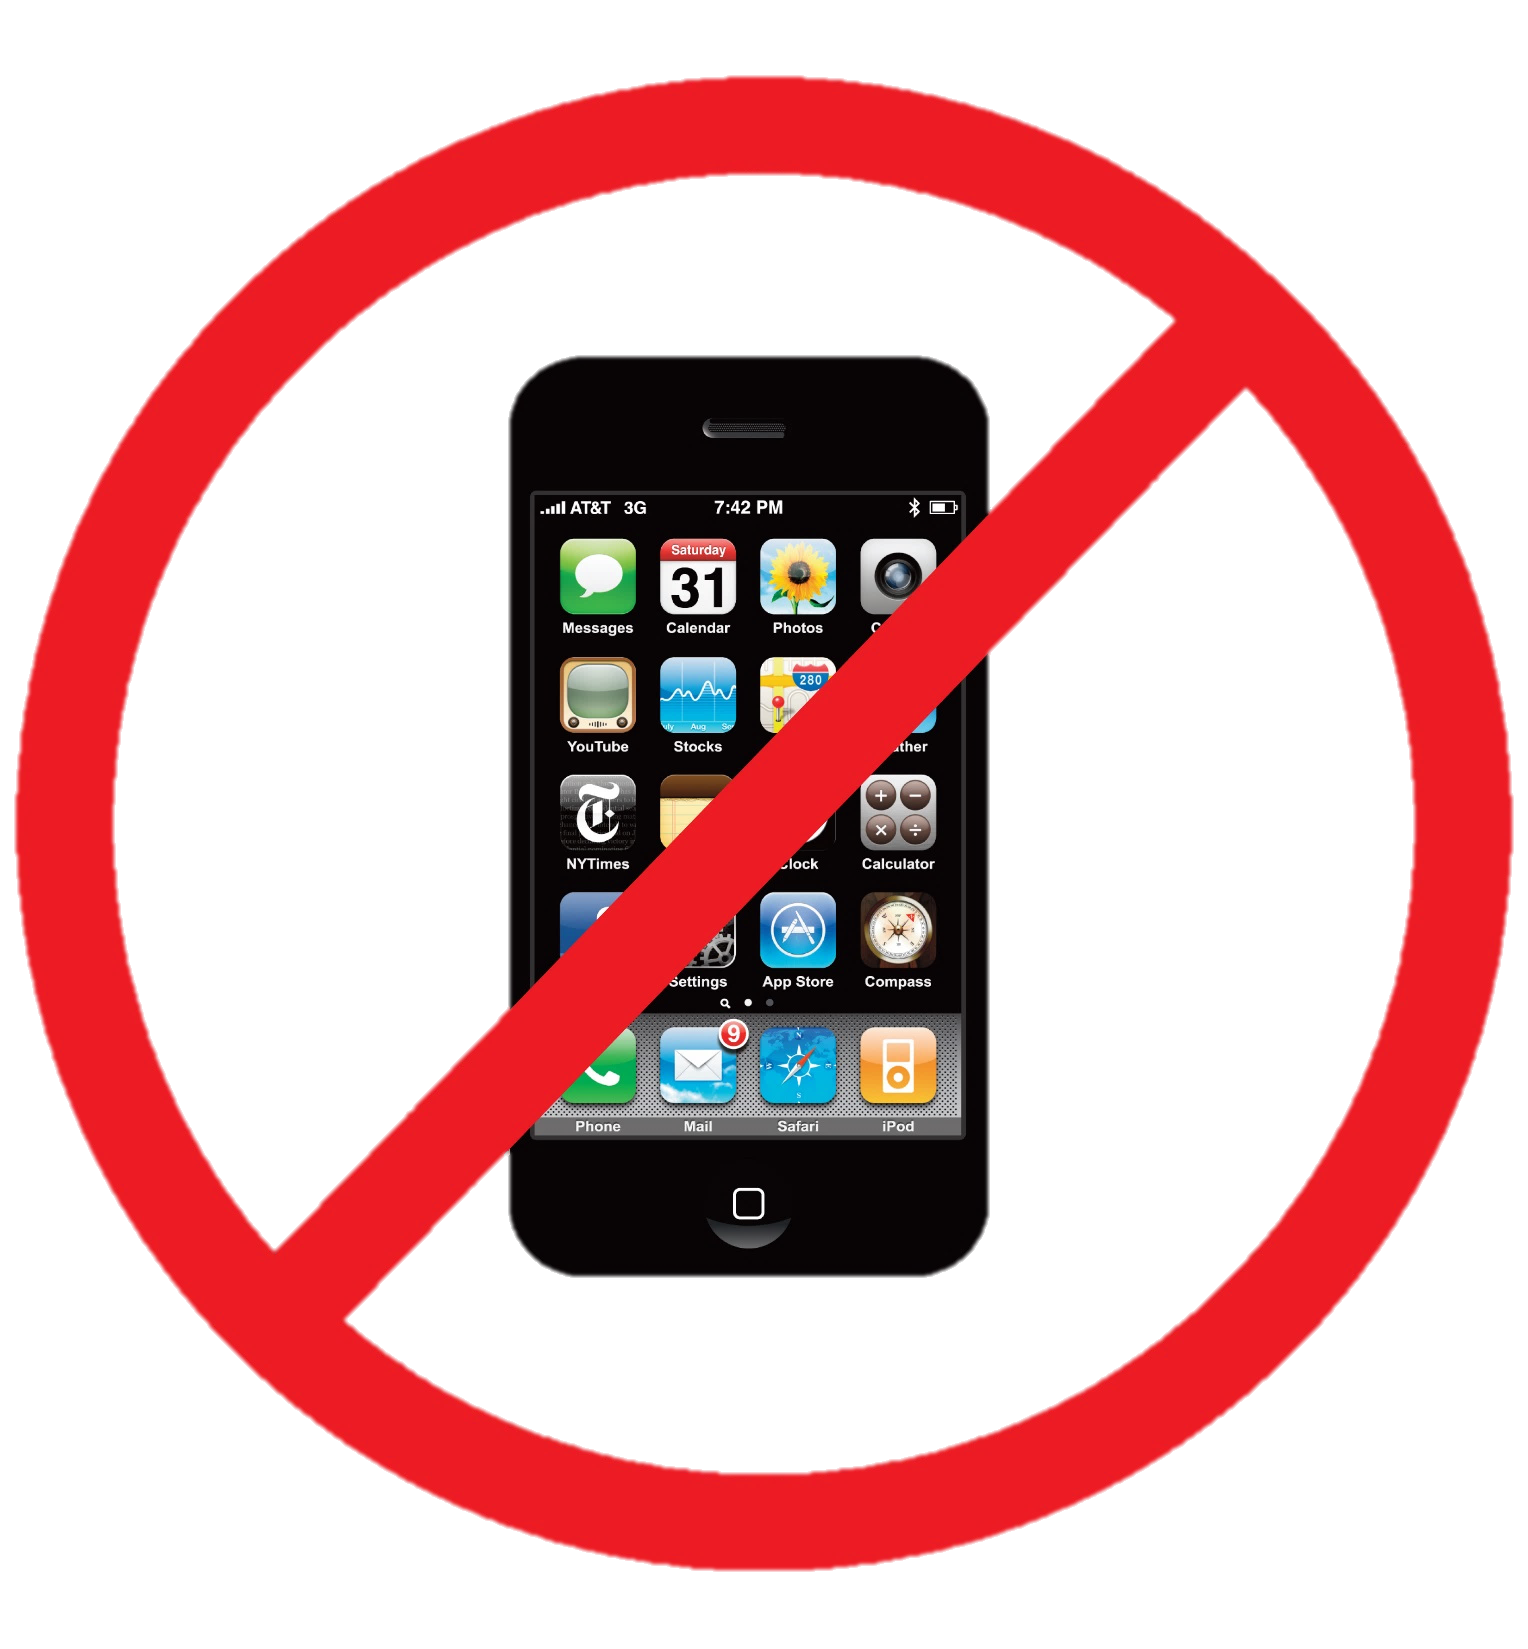 AT&T 3G 7:42 PM
Saturday
31
Messages Calendar Photos
280
Aug
YouTube Stocks
NYTimes Calculator
Settings App Store Compass
9
Phone Mail Safari iPod